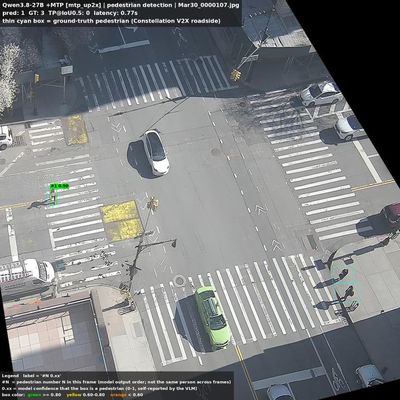 Qwen3.8-27B +MTP [mtp_up2x] | pedestrian detection | Mar30_0000107.jpg
pred: 1 GT: 3 TP@IoU0.5: 0 latency: 0.77s
thin cyan box = ground-truth pedestrian (Constellation V2X roadside)
#1 0.90
Legend label = '#N 0.xx'
#N = pedestrian number N in this frame (model output order; not the same person across frames)
0.xx = model confidence that the box is a pedestrian (0-1, self-reported by the VLM)
box color: green >= 0.80 yellow 0.60-0.80 orange < 0.60